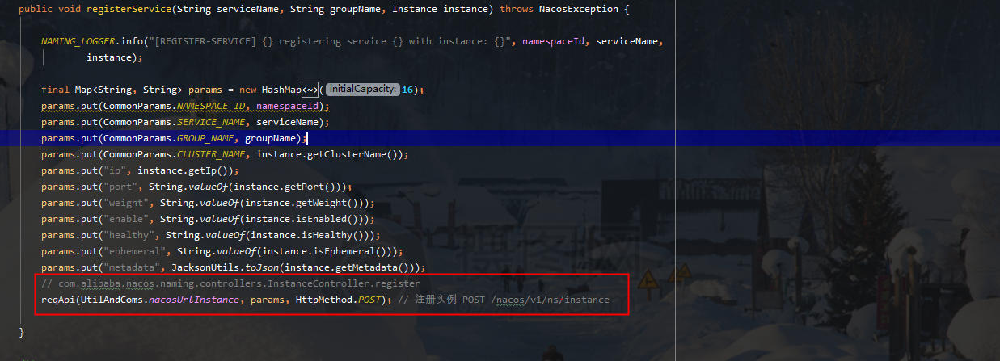 public void registerService(String serviceName, String groupName, Instance instance) throws NacosException {
NAMING_LOGGER.info("[REGISTER-SERVICE] {} registering service {} with instance: {}", namespaceId, serviceName,
instance);
final Map<String, String> params = new HashMap<~>( initialCapacity: 16);
params.put(CommonParams.NAMESPACE_ID, namespaceId);
params.put(CommonParams.SERVICE_NAME, serviceName);
params.put(CommonParams.GROUP_NAME, groupName);
params.put(CommonParams.CLUSTER_NAME, instance.getClusterName());
params.put("ip", instance.getIp());
params.put("port", String.valueOf(instance.getPort()));
params.put("weight", String.valueOf(instance.getWeight()));
params.put("enable", String.valueOf(instance.isEnabled()));
params.put("healthy", String.valueOf(instance.isHealthy()));
params.put("ephemeral", String.valueOf(instance.isEphemeral()));
params.put("metadata", JacksonUtils.toJson(instance.getMetadata()));
// com.alibaba.nacos.naming.controllers.InstanceController.register
reqApi(UtilAndComs.nacosUrlInstance, params, HttpMethod.POST); // 注册实例 POST /nacos/v1/ns/instance
}